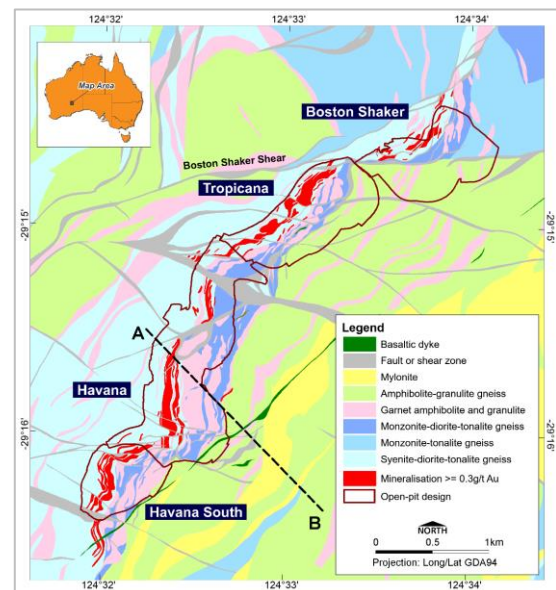 124°32'
124°33'
124°34'
Map Area
Boston Shaker
Boston Shaker Shear
Tropicana
-29°15'
-29°15'
A
Havana
-29°16'
-29°16'
Havana South
B
Legend
Basaltic dyke
Fault or shear zone
Mylonite
Amphibolite-granulite gneiss
Garnet amphibolite and granulite
Monzonite-diorite-tonalite gneiss
Monzonite-tonalite gneiss
Syenite-diorite-tonalite gneiss
Mineralisation >= 0.3g/t Au
Open-pit design
NORTH
0 0.5 1km
Projection: Long/Lat GDA94
124°32'
124°33'
124°34'